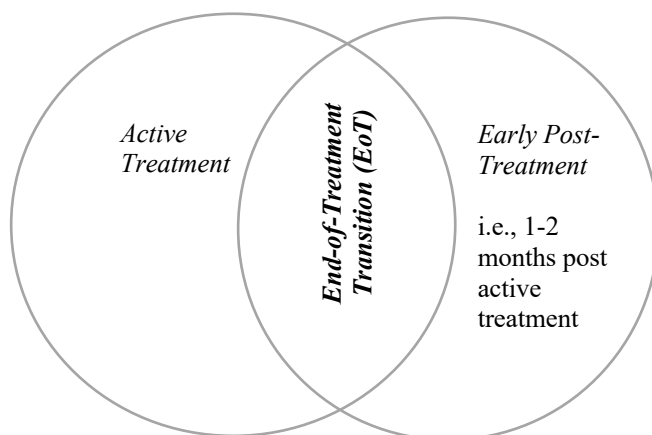 Active
Treatment
End-of-Treatment
Transition (EoT)
Early Post-
Treatment
i.e., 1-2
months post
active
treatment